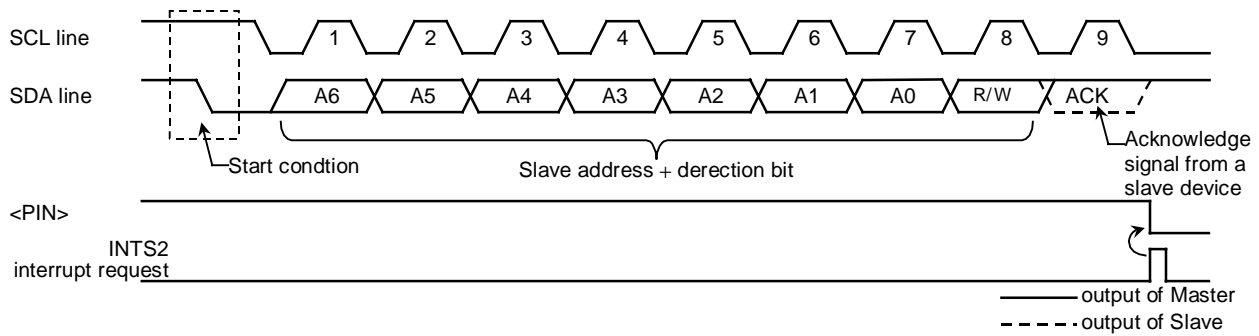 SCL line 1 2 3 4 5 6 7 8 9
SDA line A6 A5 A4 A3 A2 A1 A0 R/W ACK
Start condtion
Slave address + derection bit
Acknowledge
signal from a
slave device
<PIN>
INTS2
interrupt request
output of Master
output of Slave